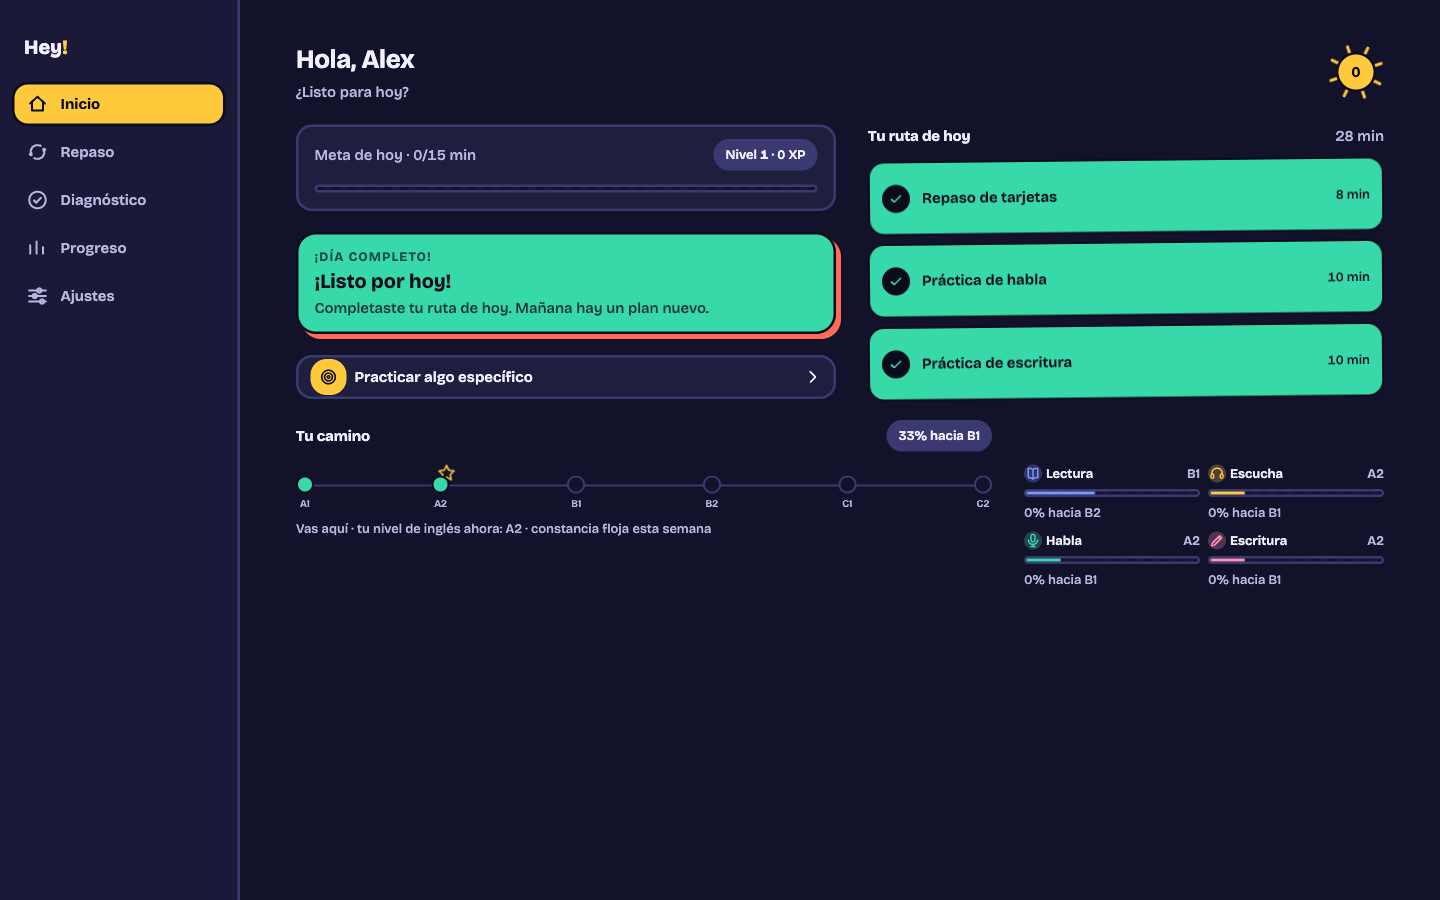 Hey!
Inicio
Repaso
Diagnóstico
Progreso
Ajustes
Hola, Alex
¿Listo para hoy?
0
Meta de hoy · 0/15 min
Nivel 1 · 0 XP
¡DÍA COMPLETO!
¡Listo por hoy!
Completaste tu ruta de hoy. Mañana hay un plan nuevo.
Practicar algo específico
Tu ruta de hoy
28 min
Repaso de tarjetas
8 min
Práctica de habla
10 min
Práctica de escritura
10 min
Tu camino
33% hacia B1
A1
A2
B1
B2
C1
C2
Vas aquí · tu nivel de inglés ahora: A2 · constancia floja esta semana
Lectura
B1
0% hacia B2
Escucha
A2
0% hacia B1
Habla
A2
0% hacia B1
Escritura
A2
0% hacia B1